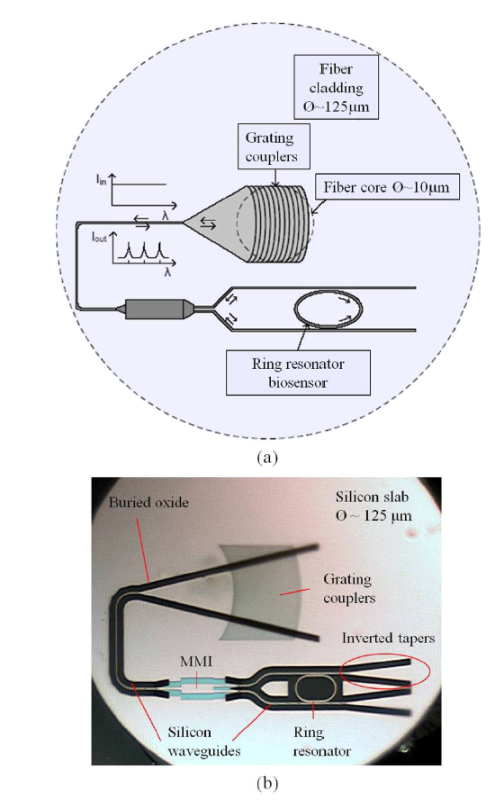 Fiber
cladding
Ø~125µm
Grating
couplers
Fiber core Ø~10µm
Iin
λ
λ
Iout
λ
Ring resonator
biosensor
(a)
Buried oxide
Silicon slab
Ø ~ 125 µm
Grating
couplers
Inverted tapers
MMI
Silicon
waveguides
Ring
resonator
(b)